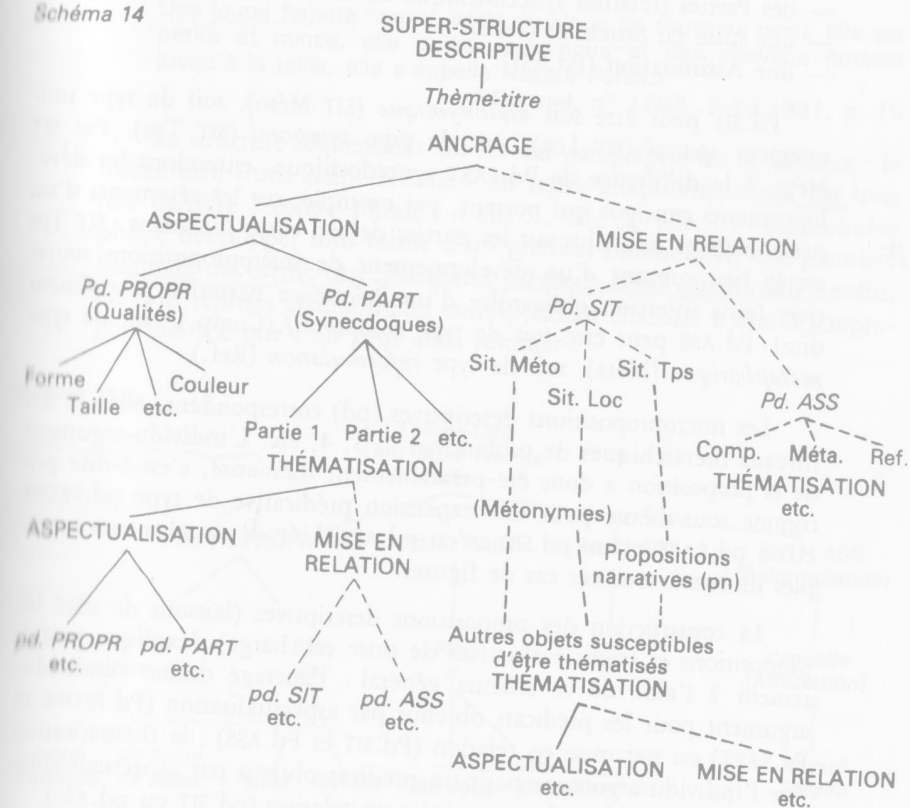 Schéma 14
SUPER-STRUCTURE
DESCRIPTIVE
Thème-titre
ANCRAGE
ASPECTUALISATION
MISE EN RELATION
Pd. PROPR
(Qualités)
Pd. PART
(Synecdoques)
Pd. SIT
Forme
Taille
etc.
Couleur
Sit. Méto
Sit. Loc
Sit. Tps
Pd. ASS
Partie 1 Partie 2 etc.
Comp. Méta. Ref.
THÉMATISATION
THÉMATISATION
etc.
(Métonymies)
ASPECTUALISATION
MISE EN
RELATION
Propositions
narratives (pn)
pd. PROPR
etc.
pd. PART
etc.
Autres objets susceptibles
d'être thématisés
THÉMATISATION
pd. SIT
etc.
pd. ASS
etc.
ASPECTUALISATION
etc.
MISE EN RELATION
etc.